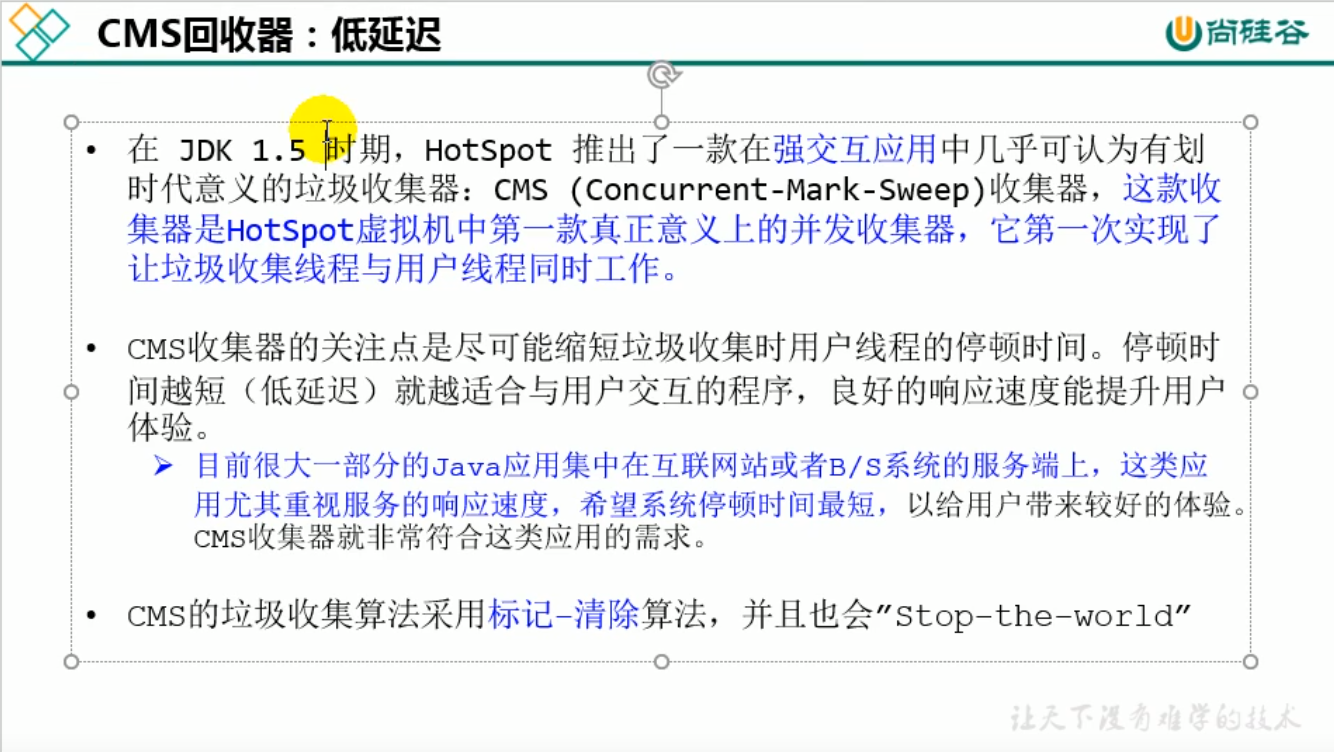 CMS回收器：低延迟
尚硅谷
• 在 JDK 1.5 时期，HotSpot 推出了一款在强交互应用中几乎可认为有划
时代意义的垃圾收集器：CMS (Concurrent-Mark-Sweep)收集器，这款收
集器是HotSpot虚拟机中第一款真正意义上的并发收集器，它第一次实现了
让垃圾收集线程与用户线程同时工作。
• CMS收集器的关注点是尽可能缩短垃圾收集时用户线程的停顿时间。停顿时
间越短（低延迟）就越适合与用户交互的程序，良好的响应速度能提升用户
体验。
➢ 目前很大一部分的Java应用集中在互联网站或者B/S系统的服务端上，这类应
用尤其重视服务的响应速度，希望系统停顿时间最短，以给用户带来较好的体验。
CMS收集器就非常符合这类应用的需求。
• CMS的垃圾收集算法采用标记-清除算法，并且也会”Stop-the-world”
让天下没有难学的技术